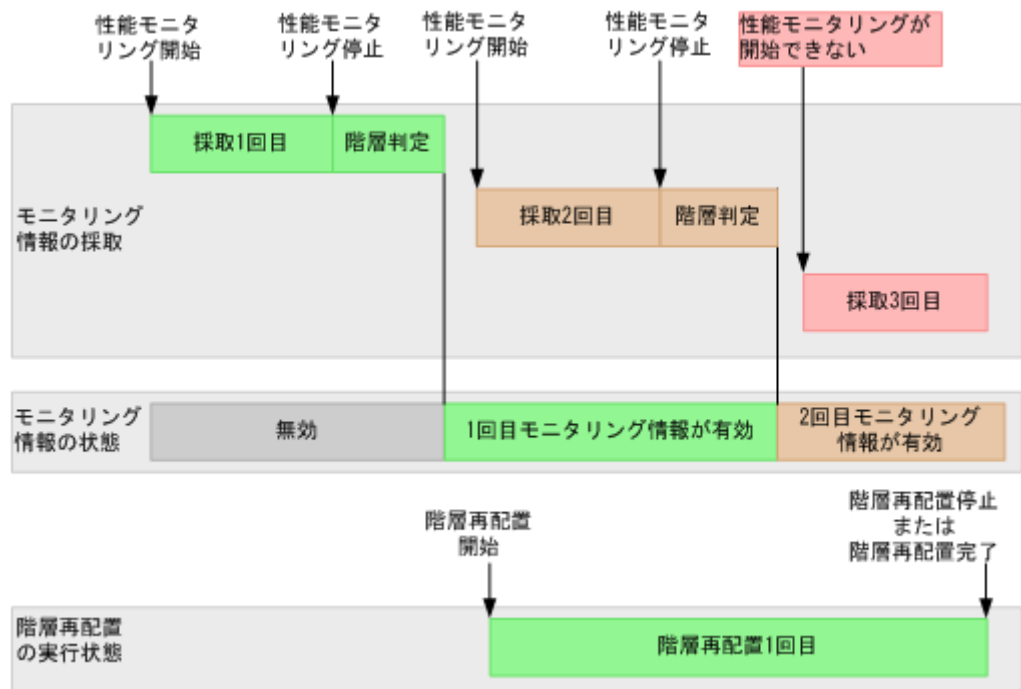 性能モニタ
リング開始
性能モニタ
リング停止
性能モニタ
リング開始
性能モニタ
リング停止
性能モニタリングが
開始できない
採取1回目
階層判定
モニタリング
情報の採取
採取2回目
階層判定
採取3回目
モニタリング
情報の状態
無効
1回目モニタリング情報が有効
2回目モニタリング
情報が有効
階層再配置
開始
階層再配置停止
または
階層再配置完了
階層再配置
の実行状態
階層再配置1回目